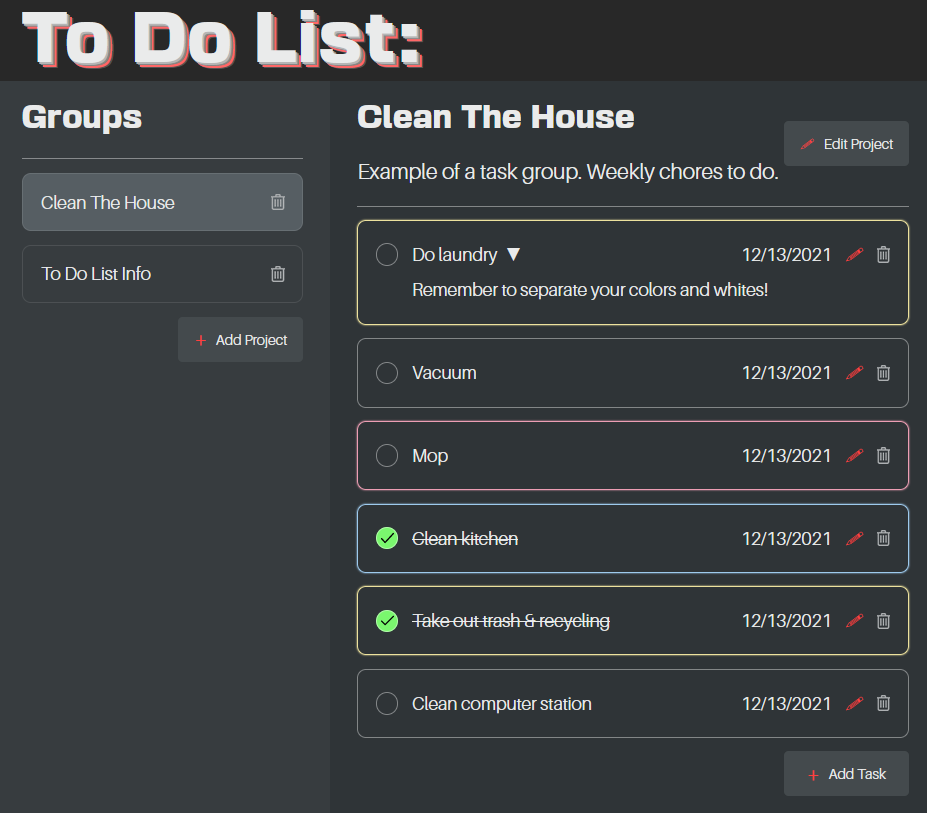 To Do List:
Groups
Clean The House
To Do List Info
+ Add Project
Clean The House
Edit Project
Example of a task group. Weekly chores to do.
Do laundry ▼ 12/13/2021
Remember to separate your colors and whites!
Vacuum 12/13/2021
Mop 12/13/2021
Clean kitchen 12/13/2021
Take out trash & recycling 12/13/2021
Clean computer station 12/13/2021
+ Add Task